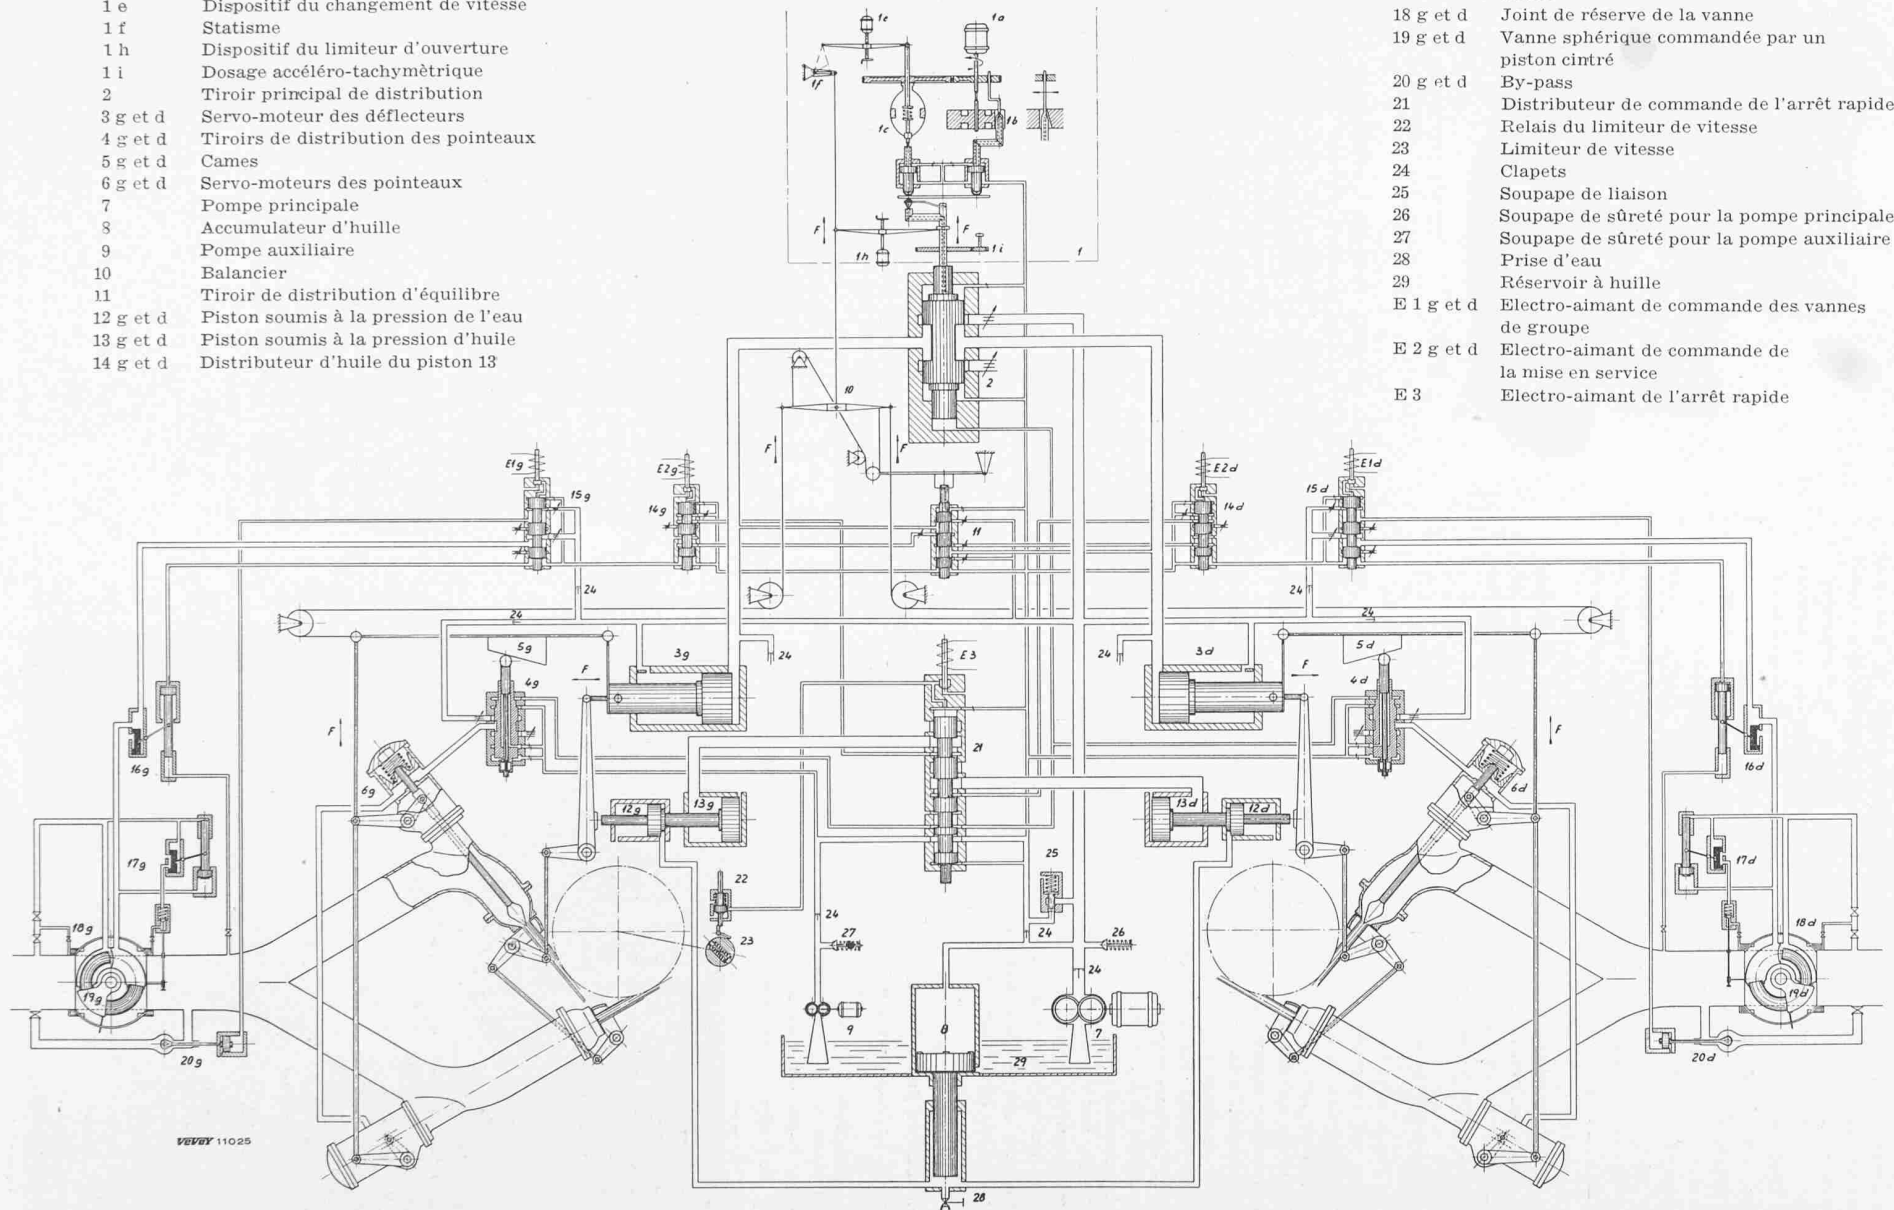 1 e Dispositif du changement de vitesse
1 f Statisme
1 h Dispositif du limiteur d'ouverture
1 i Dosage accéléro-tachymètrique
2 Tiroir principal de distribution
3 g et d Servo-moteur des déflecteurs
4 g et d Tiroirs de distribution des pointeaux
5 g et d Cames
6 g et d Servo-moteurs des pointeaux
7 Pompe principale
8 Accumulateur d'huille
9 Pompe auxiliaire
10 Balancier
11 Tiroir de distribution d'équilibre
12 g et d Piston soumis à la pression de l'eau
13 g et d Piston soumis à la pression d'huile
14 g et d Distributeur d'huile du piston 13
18 g et d Joint de réserve de la vanne
19 g et d Vanne sphérique commandée par un
piston cintré
20 g et d By-pass
21 Distributeur de commande de l'arrêt rapide
22 Relais du limiteur de vitesse
23 Limiteur de vitesse
24 Clapets
25 Soupape de liaison
26 Soupape de sûreté pour la pompe principale
27 Soupape de sûreté pour la pompe auxiliaire
28 Prise d'eau
29 Réservoir à huille
E 1 g et d Electro-aimant de commande des vannes
de groupe
E 2 g et d Electro-aimant de commande de
la mise en service
E 3 Electro-aimant de l'arrêt rapide
1e
1a
1f
1c
1b
F
F
1h
1i
1
2
10
F
F
E1g
E2g
E2d
E1d
15g
14g
11
14d
15d
24
24
24
24
5g
3g
24
E3
24
3d
5d
F
4g
F
4d
F
F
16g
6g
21
6d
16d
12g
13g
13d
12d
17g
22
25
17d
18g
23
27
24
24
26
18d
19g
24
19d
9
8
7
20g
29
20d
VEVEY 11025
28